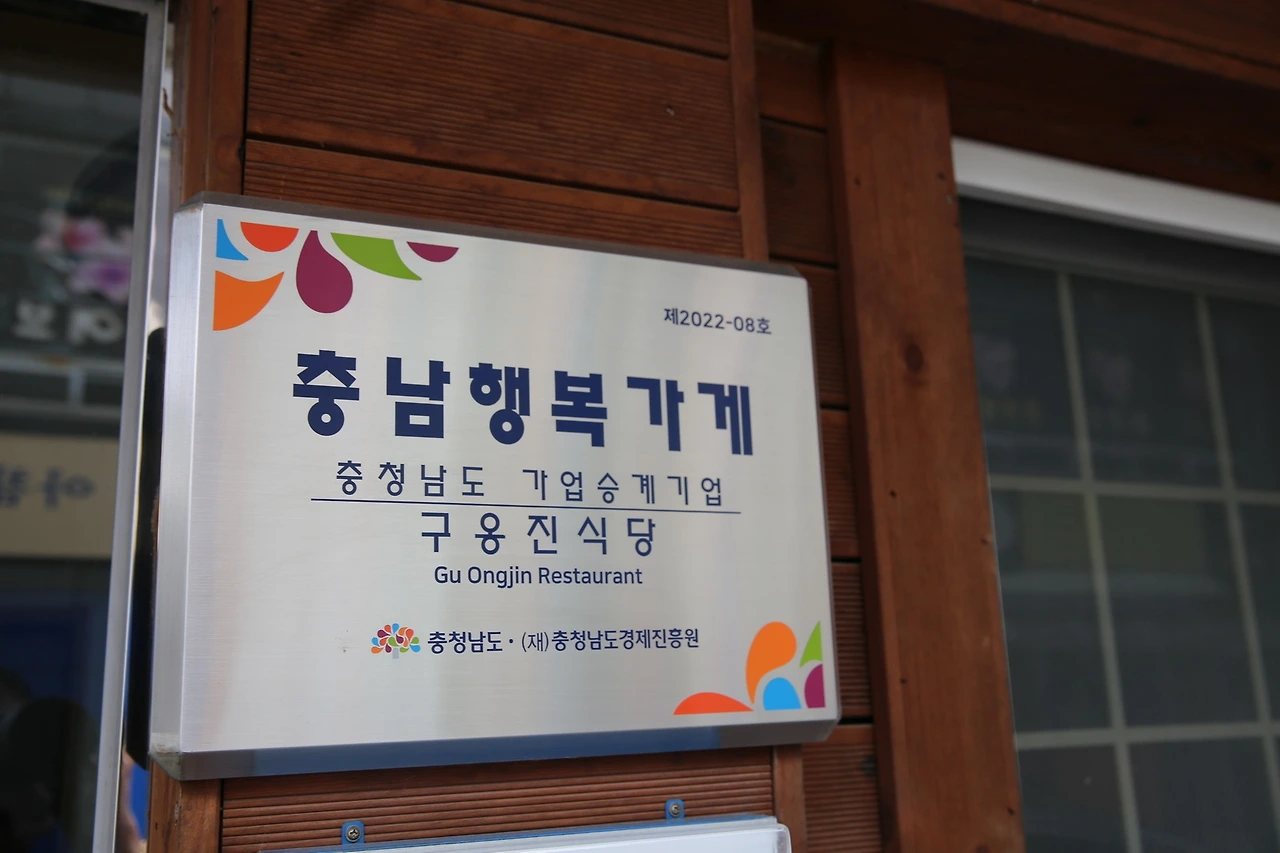 제2022-08호
충남행복가게
충청남도 가업승계기업
구웅진식당
Gu Ongjin Restaurant
충청남도 · (재)충청남도경제진흥원